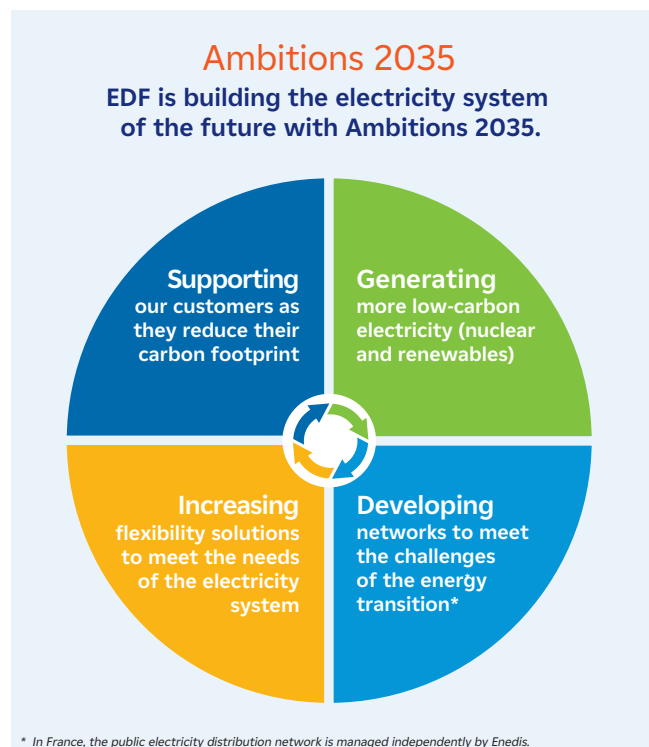 Ambitions 2035
EDF is building the electricity system
of the future with Ambitions 2035.
Supporting
our customers as
they reduce their
carbon footprint
Generating
more low-carbon
electricity (nuclear
and renewables)
Increasing
flexibility solutions
to meet the needs
of the electricity
system
Developing
networks to meet
the challenges
of the energy
transition*
* In France, the public electricity distribution network is managed independently by Enedis.